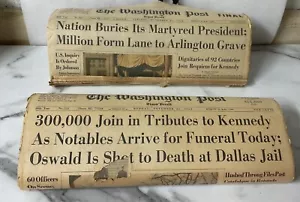 The Washington Post
Nation Buries Its Martyred President;
Million Form Lane to Arlington Grave
U.S. Inquiry
Is Ordered
By Johnson
Dignitaries of 92 Countries
Join Requiem for Kennedy
The Washington Post
Times Herald
300,000 Join in Tributes to Kennedy
As Notables Arrive for Funeral Today;
Oswald Is Shot to Death at Dallas Jail
60 Officers
Hushed Throng Files Past